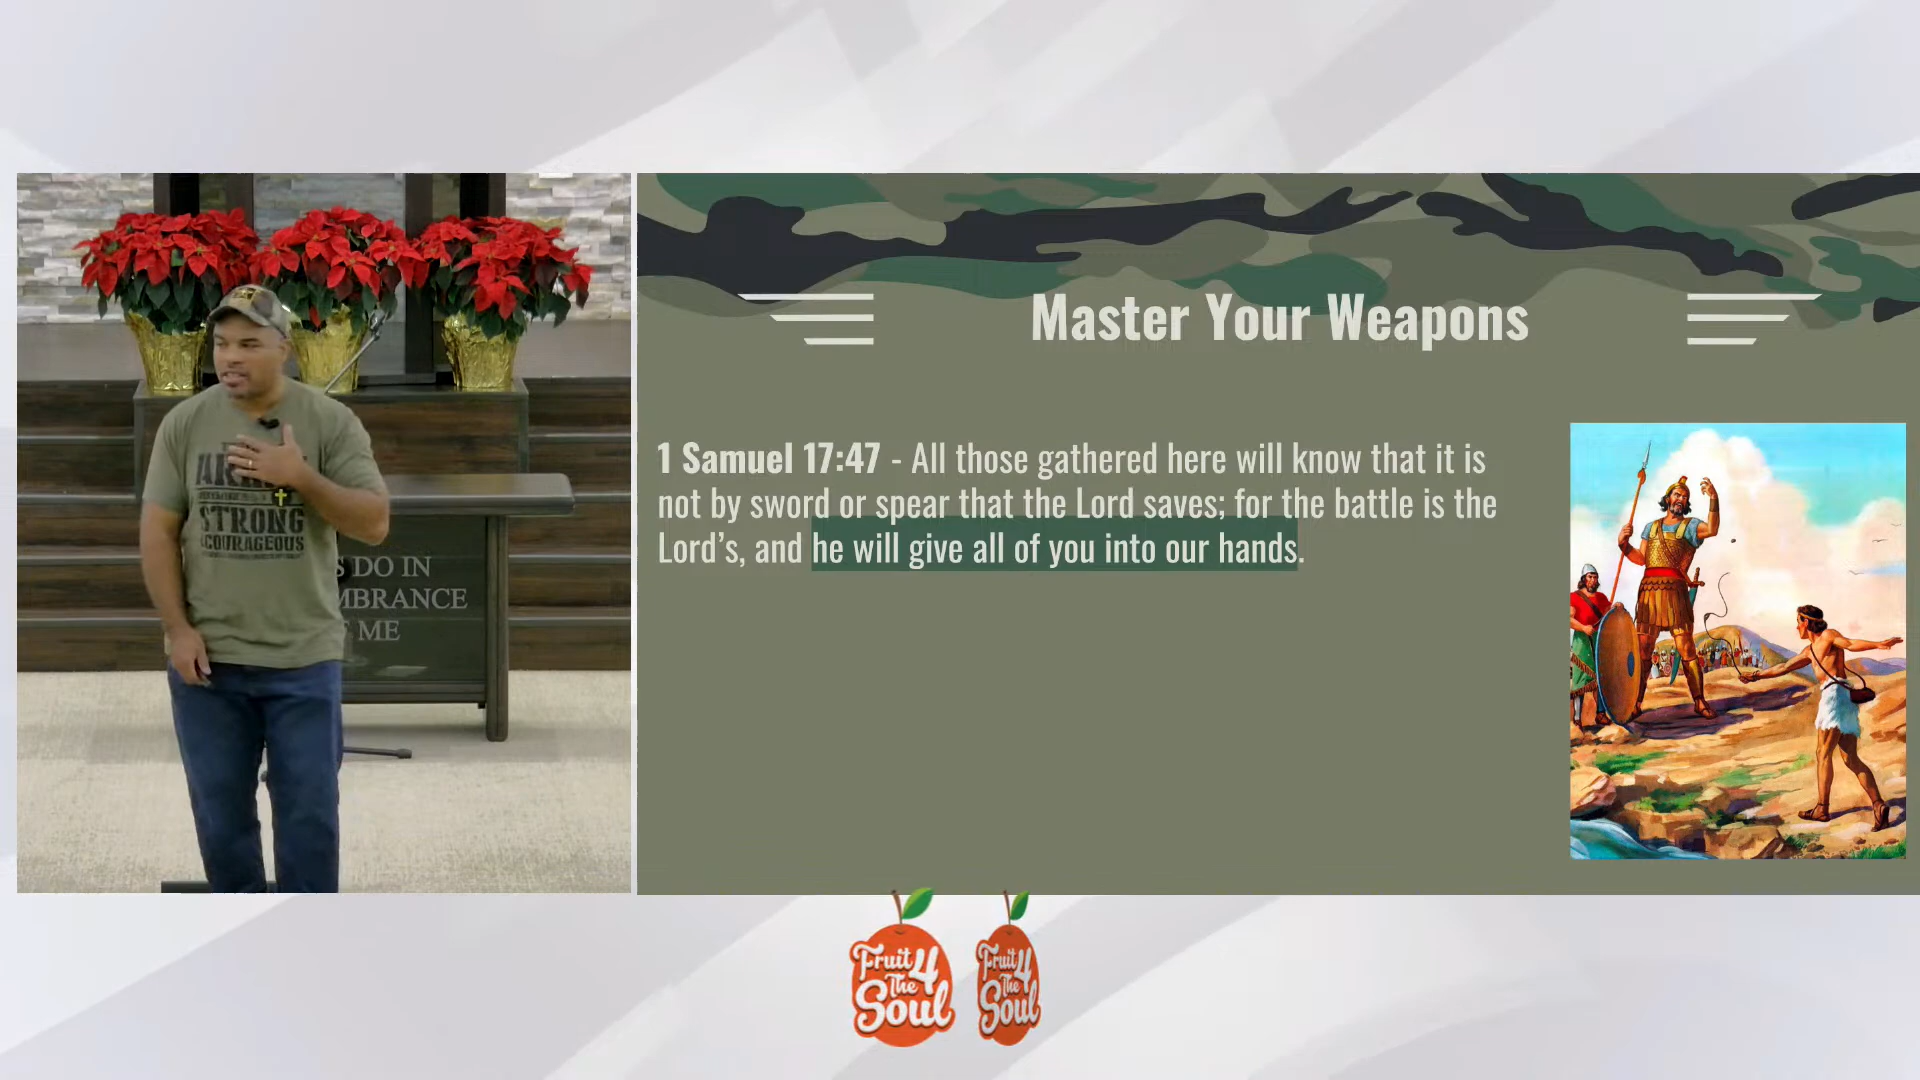 Master Your Weapons
1 Samuel 17:47 - All those gathered here will know that it is
not by sword or spear that the Lord saves; for the battle is the
Lord’s, and he will give all of you into our hands.
STRONG
COURAGEOUS
DO IN
ME
Fruit 4
The
Soul
Fruit 4
The
Soul